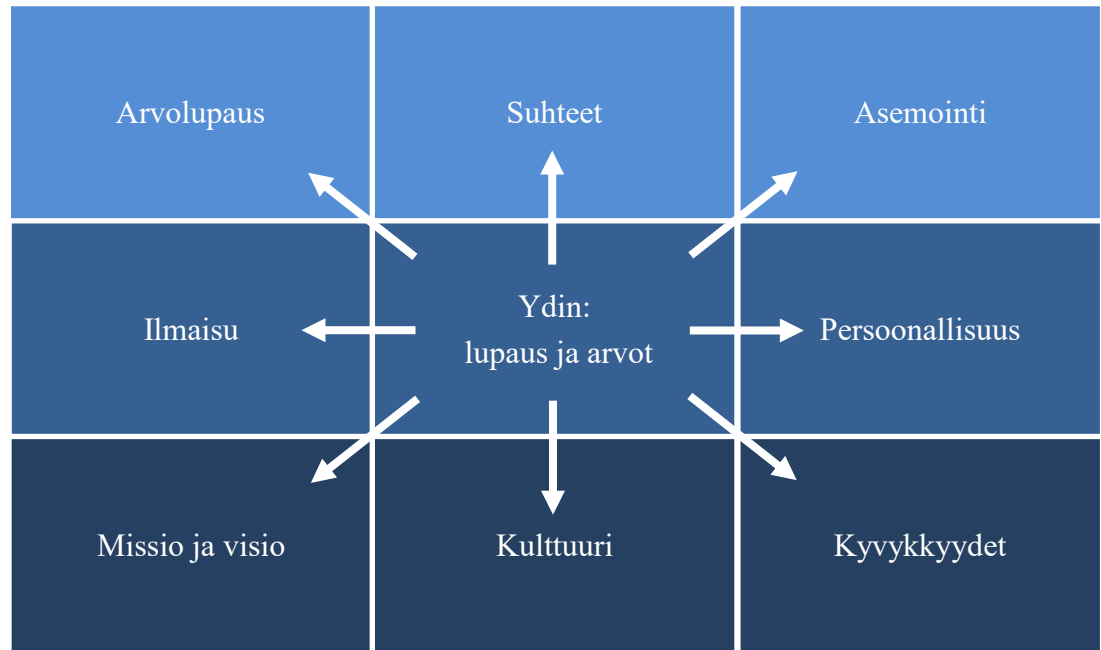 Arvolupaus
Suhteet
Asemointi
Ilmaisu
Ydin:
lupaus ja arvot
Persoonallisuus
Missio ja visio
Kulttuuri
Kyvykkyydet